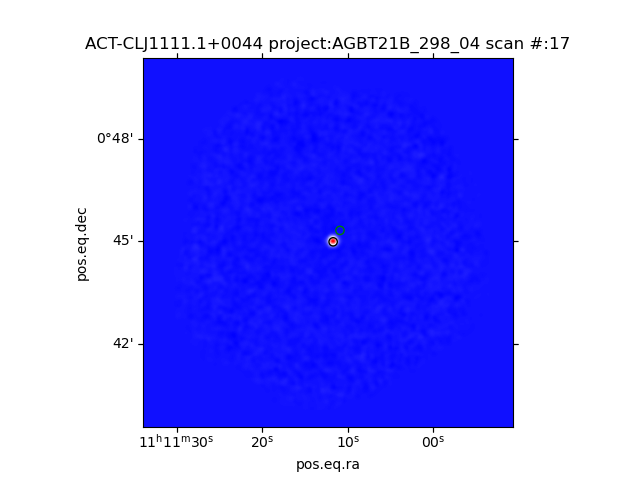 ACT-CLJ1111.1+0044 project:AGBT21B_298_04 scan #:17
0°48'
45'
42'
pos.eq.dec
11ʰ11ᵐ30ˢ 20ˢ 10ˢ 00ˢ
pos.eq.ra